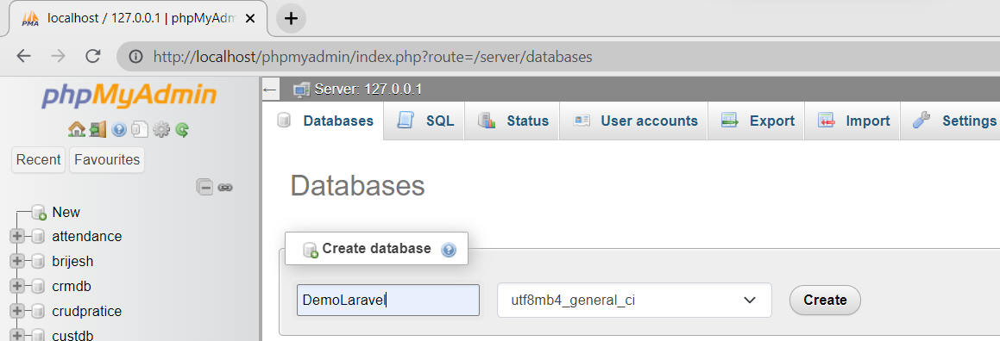 localhost / 127.0.0.1 | phpMyAdm
PMA
http://localhost/phpmyadmin/index.php?route=/server/databases
phpMyAdmin
Server: 127.0.0.1
Databases SQL Status User accounts Export Import Settings
Recent Favourites
Databases
New
attendance
Create database
brijesh
crmdb
DemoLaravel utf8mb4_general_ci Create
crudpratice
custdb